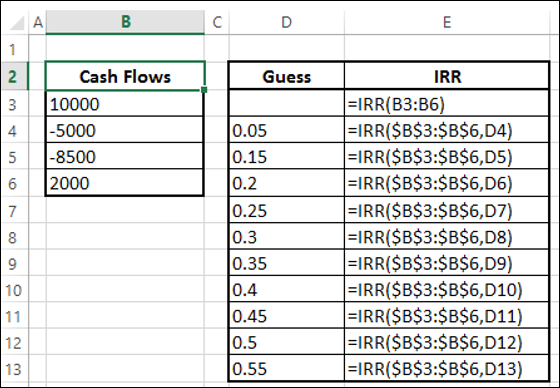 A B C D E
1
2 Cash Flows Guess IRR
3 10000 =IRR(B3:B6)
4 -5000 0.05 =IRR($B$3:$B$6,D4)
5 -8500 0.15 =IRR($B$3:$B$6,D5)
6 2000 0.2 =IRR($B$3:$B$6,D6)
7 0.25 =IRR($B$3:$B$6,D7)
8 0.3 =IRR($B$3:$B$6,D8)
9 0.35 =IRR($B$3:$B$6,D9)
10 0.4 =IRR($B$3:$B$6,D10)
11 0.45 =IRR($B$3:$B$6,D11)
12 0.5 =IRR($B$3:$B$6,D12)
13 0.55 =IRR($B$3:$B$6,D13)